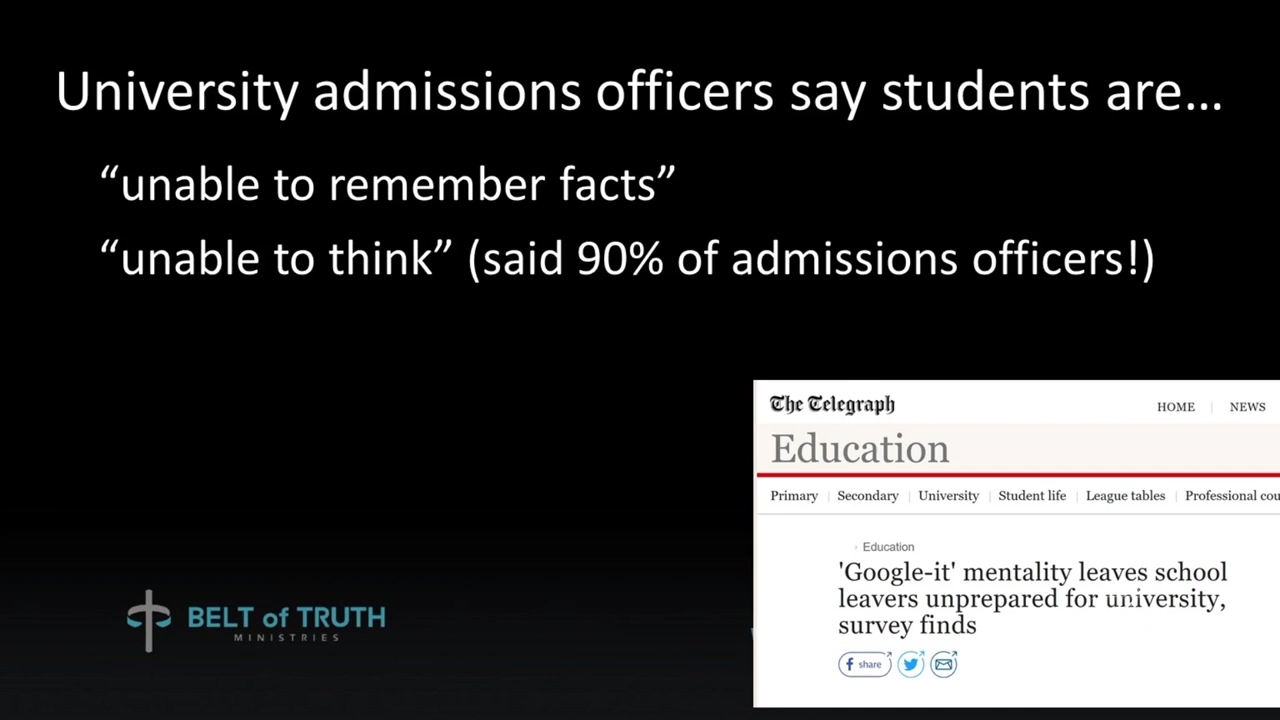 University admissions officers say students are...
“unable to remember facts”
“unable to think” (said 90% of admissions officers!)
The Telegraph
HOME | NEWS
Education
Primary | Secondary | University | Student life | League tables | Professional cou
› Education
'Google-it' mentality leaves school
leavers unprepared for university,
survey finds
f share
BELT of TRUTH
MINISTRIES